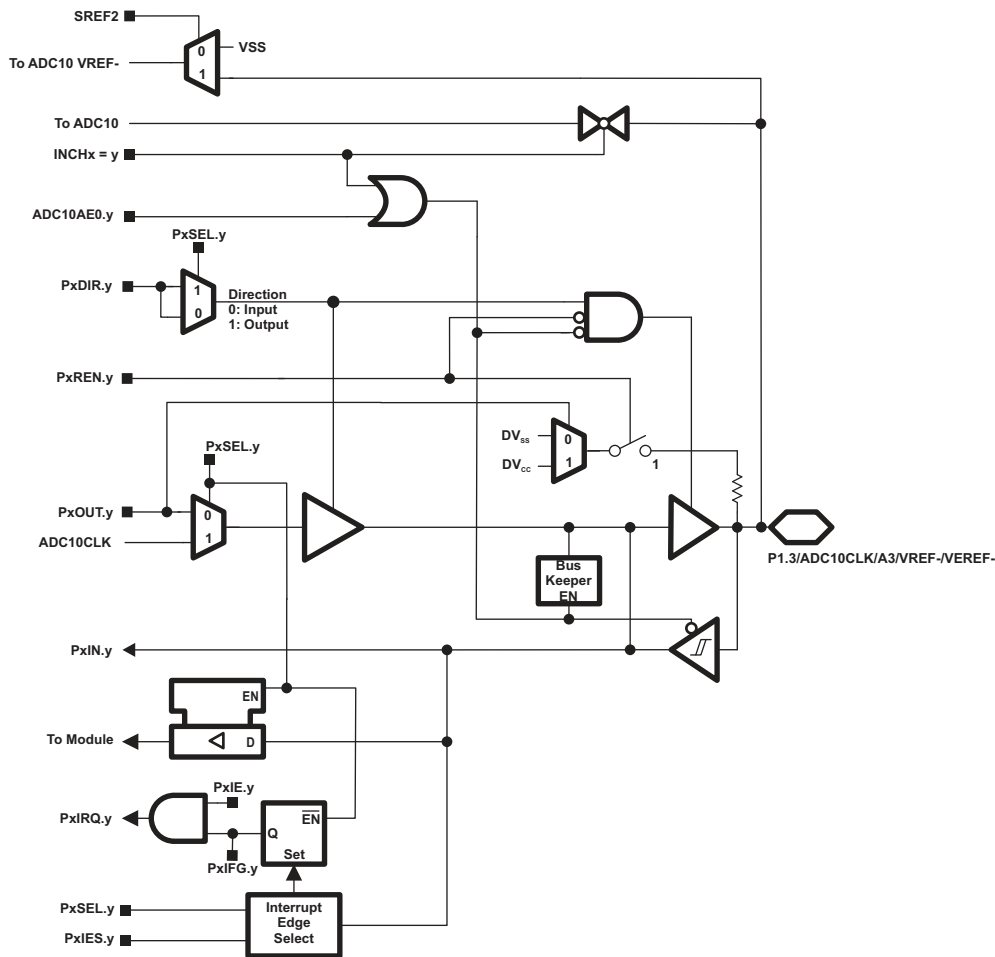 SREF2
VSS
0
To ADC10 VREF-
1
To ADC10
INCHx = y
ADC10AE0.y
PxSEL.y
PxDIR.y
1
0
Direction
0: Input
1: Output
PxREN.y
DVSS
0
DVCC
1
1
PxSEL.y
PxOUT.y
0
ADC10CLK
1
P1.3/ADC10CLK/A3/VREF-/VEREF-
Bus
Keeper
EN
PxIN.y
EN
To Module
D
PxIE.y
PxIRQ.y
EN
Q
Set
PxIFG.y
PxSEL.y
PxIES.y
Interrupt
Edge
Select